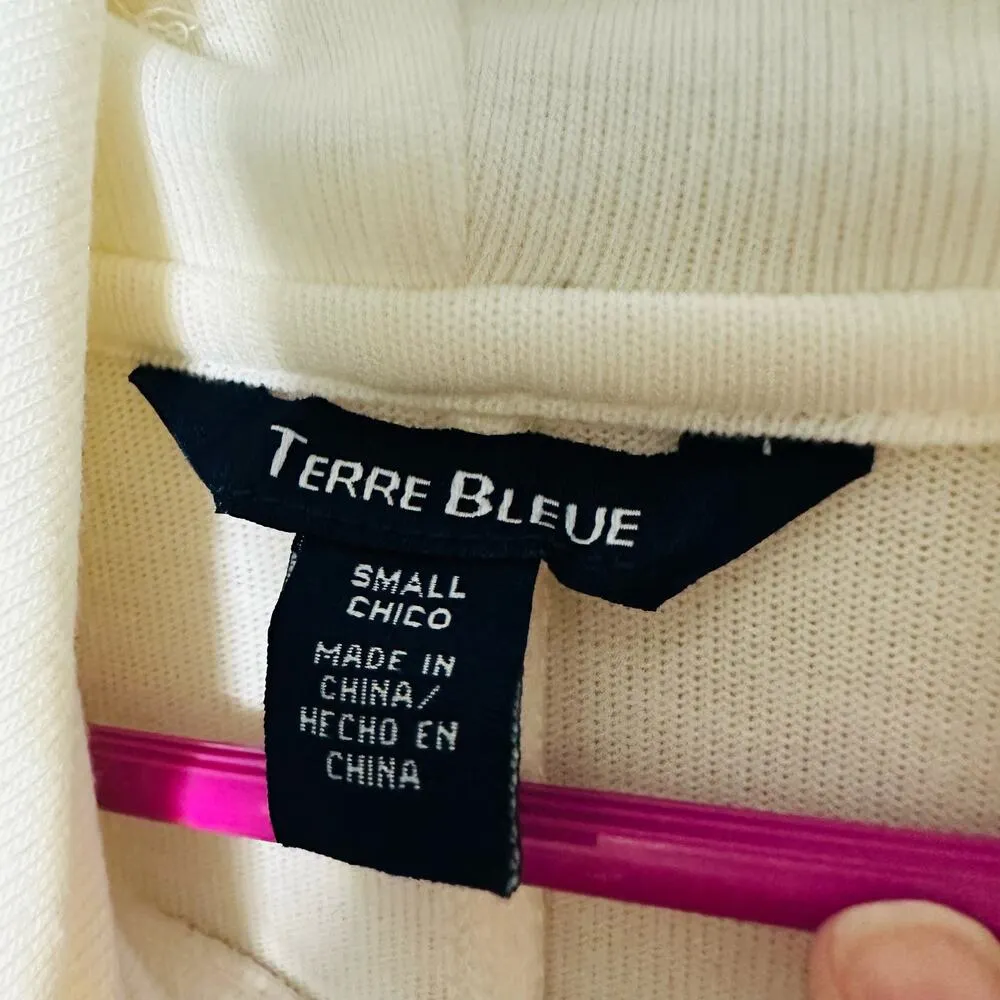 TERRE BLEUE
SMALL
CHICO
MADE IN
CHINA/
HECHO EN
CHINA